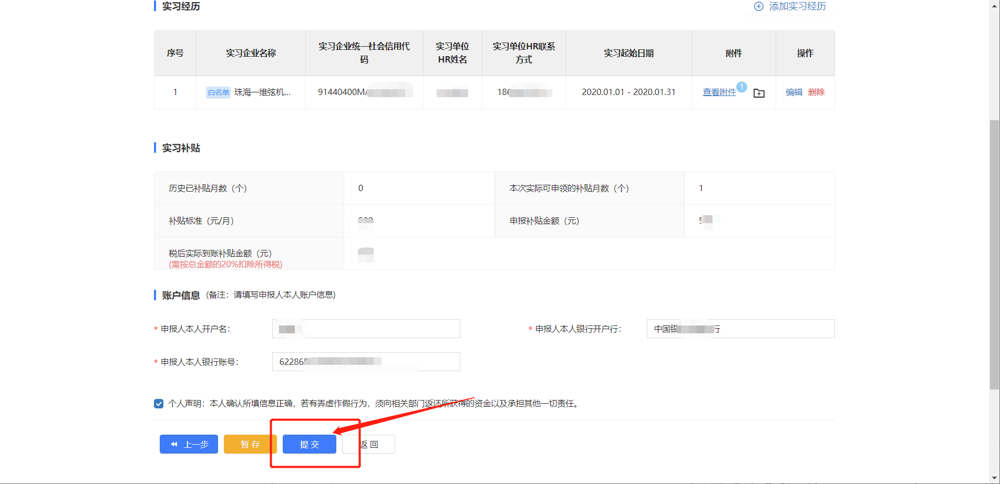 实习经历
添加实习经历
序号 实习企业名称 实习企业统一社会信用代码 实习单位HR姓名 实习单位HR联系方式 实习起始日期 附件 操作
1 白名单 珠海一维弦机... 91440400MA 186 2020.01.01 - 2020.01.31 查看附件 1 编辑 删除
实习补贴
历史已补贴月数（个） 0 本次实际可申领的补贴月数（个） 1
补贴标准（元/月） 500 申报补贴金额（元） 5
税后实际到账补贴金额（元）
(需按总金额的20%扣除所得税)
账户信息 (备注：请填写申报人本人账户信息)
* 申报人本人开户名：
* 申报人本人银行开户行： 中国银 行
* 申报人本人银行账号： 62286
个人声明：本人确认所填信息正确，若有弄虚作假行为，须向相关部门返还所获得的资金以及承担其他一切责任。
上一步 暂存 提交 返回